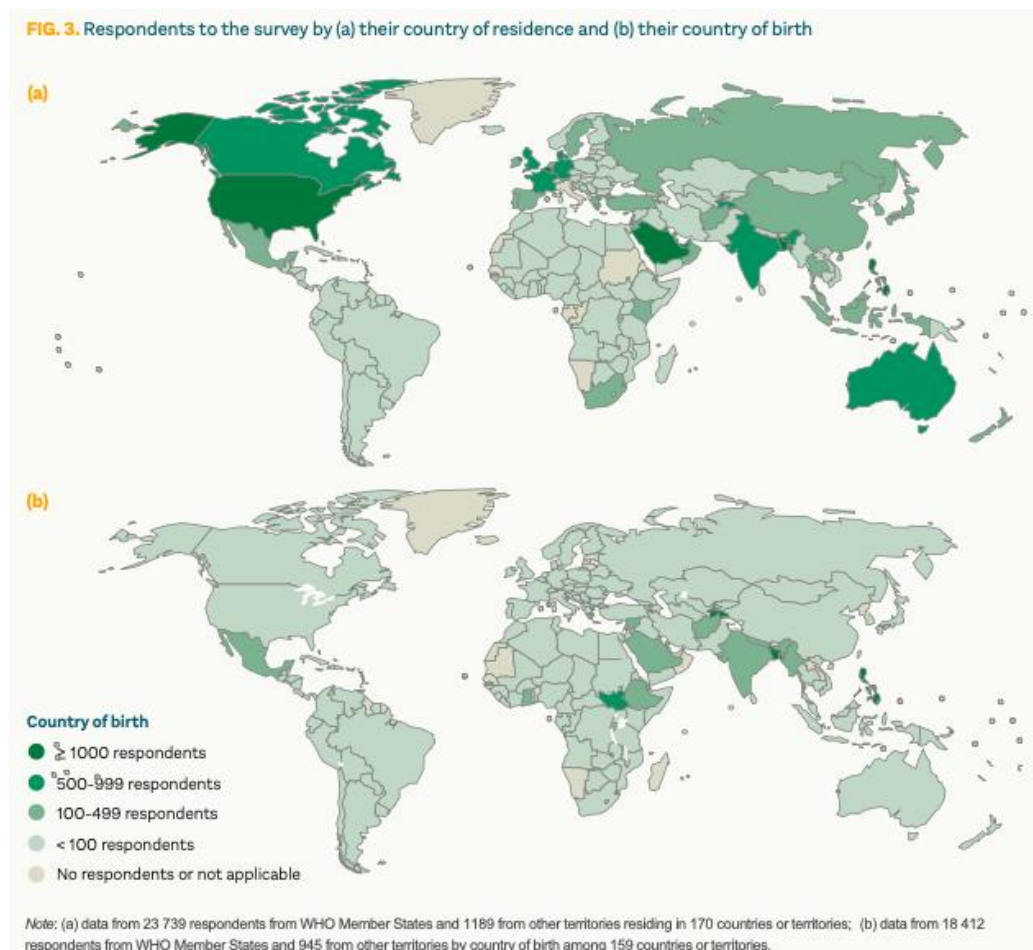 FIG. 3. Respondents to the survey by (a) their country of residence and (b) their country of birth
(a)
(b)
Country of birth
≥ 1000 respondents
500-999 respondents
100-499 respondents
< 100 respondents
No respondents or not applicable
Note: (a) data from 23 739 respondents from WHO Member States and 1189 from other territories residing in 170 countries or territories; (b) data from 18 412
respondents from WHO Member States and 945 from other territories by country of birth among 159 countries or territories.